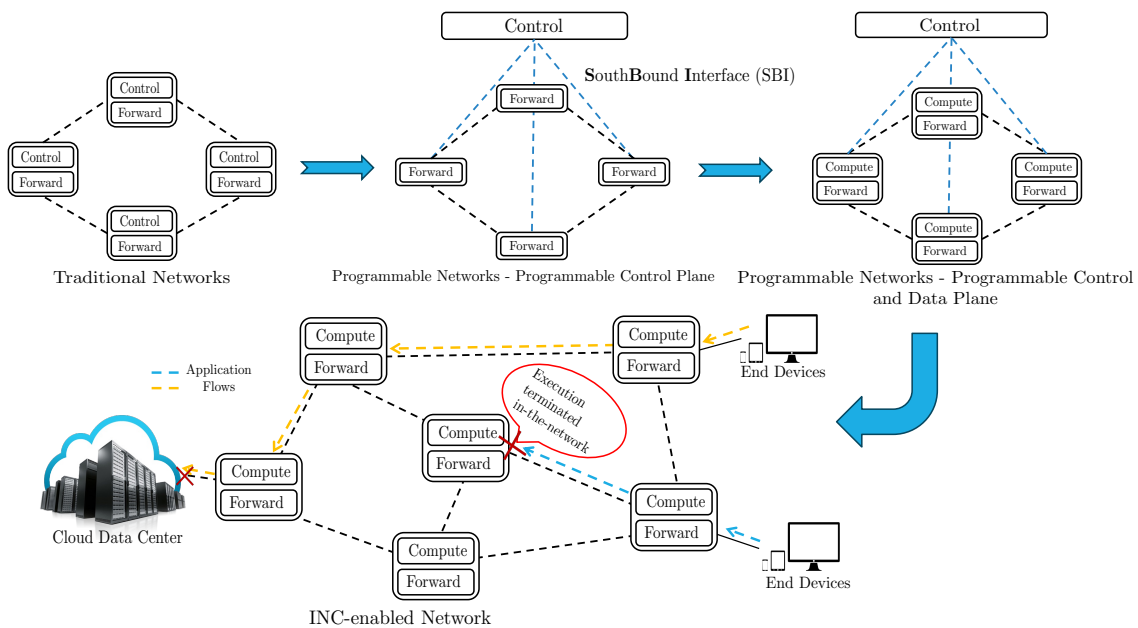 Control
Forward
Control
Forward
Control
Forward
Control
Forward
Traditional Networks
Control
SouthBound Interface (SBI)
Forward
Forward
Forward
Forward
Programmable Networks - Programmable Control Plane
Control
Compute
Forward
Compute
Forward
Compute
Forward
Compute
Forward
Programmable Networks - Programmable Control
and Data Plane
Application
Flows
Compute
Forward
Compute
Forward
End Devices
Execution
terminated
in-the-network
Compute
Forward
Compute
Forward
Cloud Data Center
Compute
Forward
End Devices
Compute
Forward
INC-enabled Network